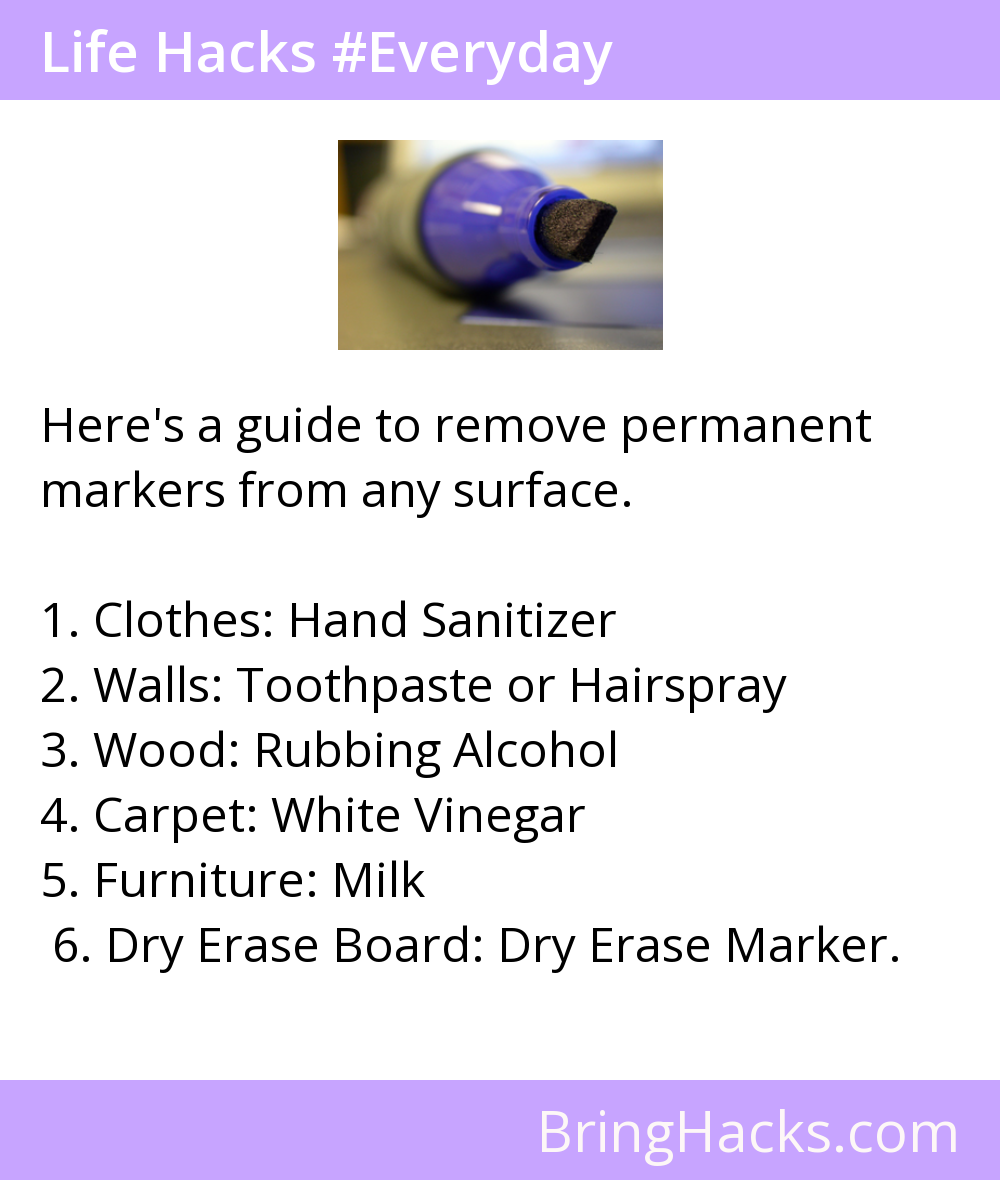 Life Hacks #Everyday
Here's a guide to remove permanent
markers from any surface.
1. Clothes: Hand Sanitizer
2. Walls: Toothpaste or Hairspray
3. Wood: Rubbing Alcohol
4. Carpet: White Vinegar
5. Furniture: Milk
6. Dry Erase Board: Dry Erase Marker.
BringHacks.com